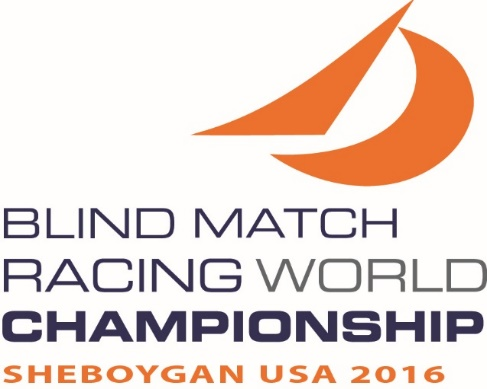 BLIND MATCH
RACING WORLD
CHAMPIONSHIP
SHEBOYGAN USA 2016